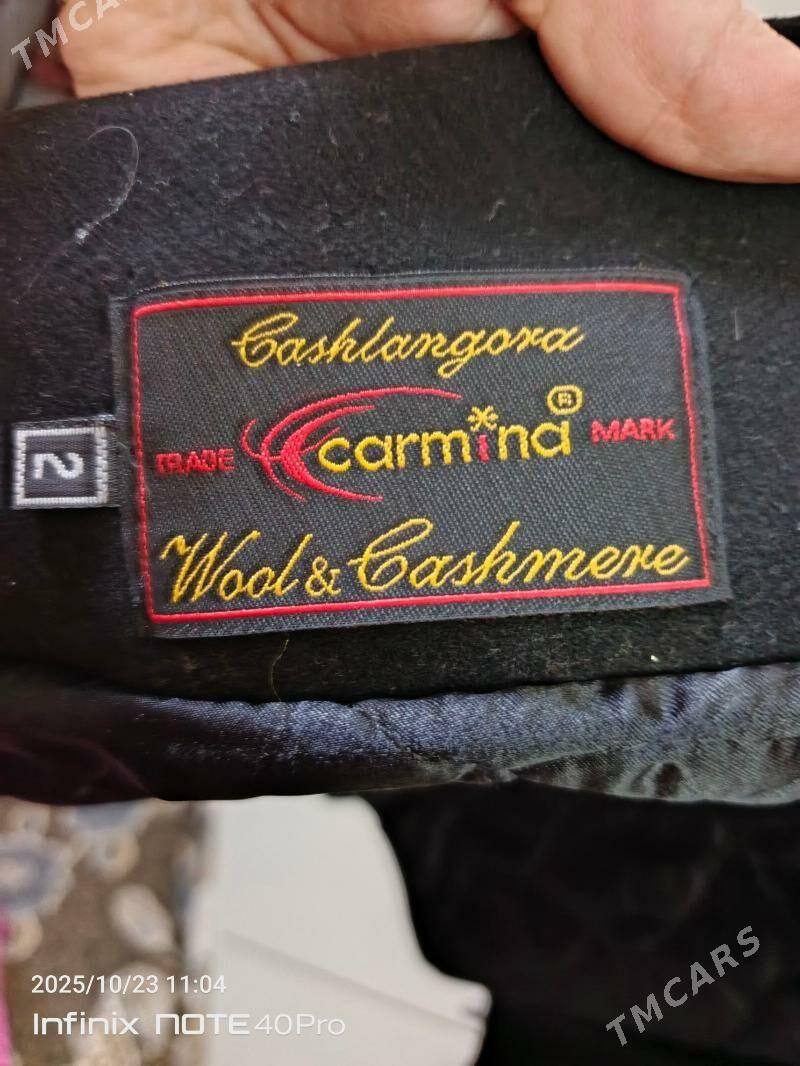 TMCARS
Cashlangora
TRADE carmina ® MARK
2
Wool & Cashmere
2025/10/23 11:04
Infinix NOTE 40Pro
TMCARS